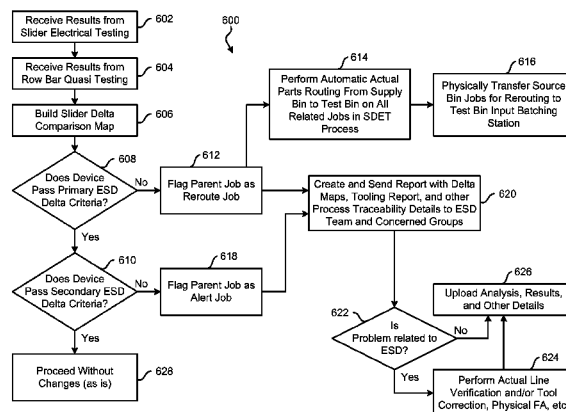 Receive Results from
Slider Electrical Testing
602
600
Receive Results from
Row Bar Quasi Testing
604
Build Slider Delta
Comparison Map
606
614
Perform Automatic Actual
Parts Routing From Supply
Bin to Test Bin on All
Related Jobs in SDET
Process
616
Physically Transfer Source
Bin Jobs for Rerouting to
Test Bin Input Batching
Station
608
Does Device
Pass Primary ESD
Delta Criteria?
No
612
Flag Parent Job as
Reroute Job
Create and Send Report with Delta
Maps, Tooling Report, and other
Process Traceability Details to ESD
Team and Concerned Groups
620
Yes
610
Does Device
Pass Secondary ESD
Delta Criteria?
No
618
Flag Parent Job as
Alert Job
Yes
Proceed Without
Changes (as is)
628
622
Is
Problem related to
ESD?
No
Yes
626
Upload Analysis, Results,
and Other Details
624
Perform Actual Line
Verification and/or Tool
Correction, Physical FA, etc